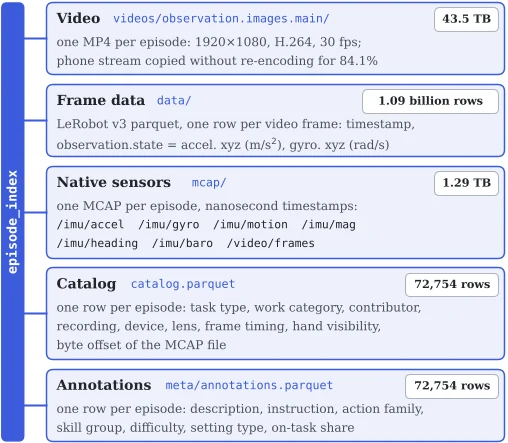 episode_index
Video videos/observation.images.main/ 43.5 TB
one MP4 per episode: 1920×1080, H.264, 30 fps;
phone stream copied without re-encoding for 84.1%
Frame data data/ 1.09 billion rows
LeRobot v3 parquet, one row per video frame: timestamp,
observation.state = accel. xyz (m/s²), gyro. xyz (rad/s)
Native sensors mcap/ 1.29 TB
one MCAP per episode, nanosecond timestamps:
/imu/accel /imu/gyro /imu/motion /imu/mag
/imu/heading /imu/baro /video/frames
Catalog catalog.parquet 72,754 rows
one row per episode: task type, work category, contributor,
recording, device, lens, frame timing, hand visibility,
byte offset of the MCAP file
Annotations meta/annotations.parquet 72,754 rows
one row per episode: description, instruction, action family,
skill group, difficulty, setting type, on-task share